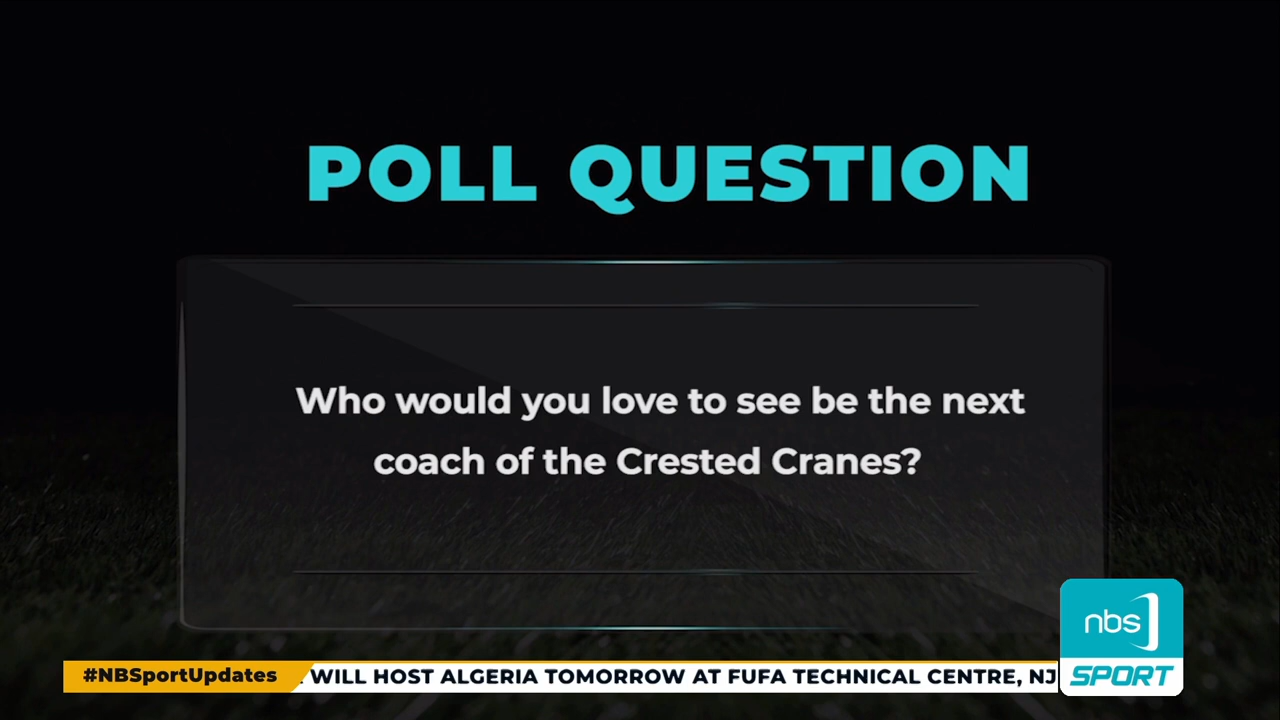 POLL QUESTION
Who would you love to see be the next
coach of the Crested Cranes?
nbs
SPORT
#NBSportUpdates
WILL HOST ALGERIA TOMORROW AT FUFA TECHNICAL CENTRE, NJ